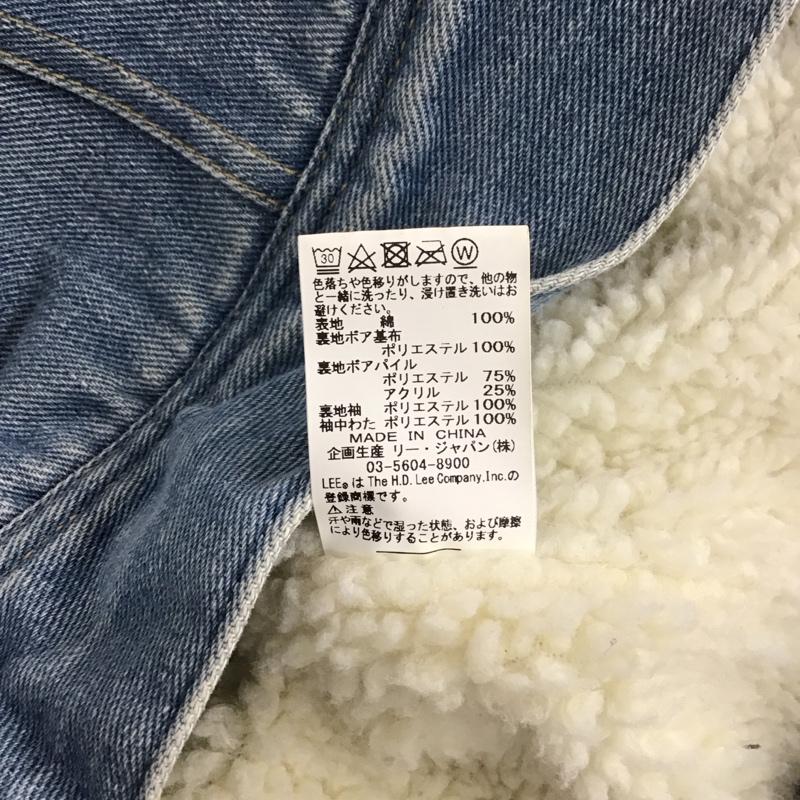 30 W
色落ちや色移りがしますので、他の物
と一緒に洗ったり、浸け置き洗いはお
避けください。
表地 綿 100%
裏地ボア基布
ポリエステル 100%
裏地ボアパイル
ポリエステル 75%
アクリル 25%
裏地袖 ポリエステル 100%
袖中わた ポリエステル 100%
MADE IN CHINA
企画生産 リー・ジャパン(株)
03-5604-8900
LEE® は The H.D. Lee Company,Inc.の
登録商標です。
⚠注意
汗や雨などで湿った状態、および摩擦
により色移りすることがあります。